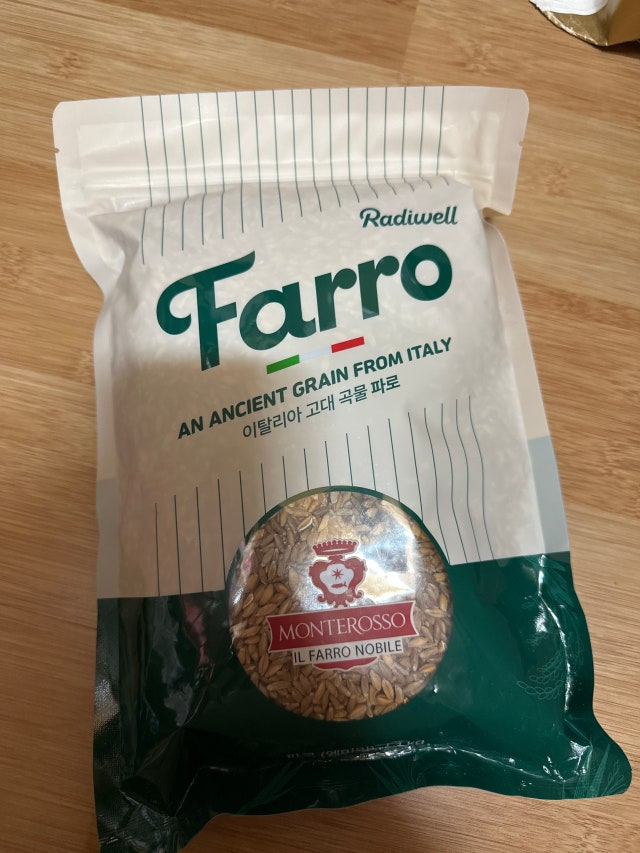 Radiwell
Farro
AN ANCIENT GRAIN FROM ITALY
이탈리아 고대 곡물 파로
MONTEROSSO
IL FARRO NOBILE